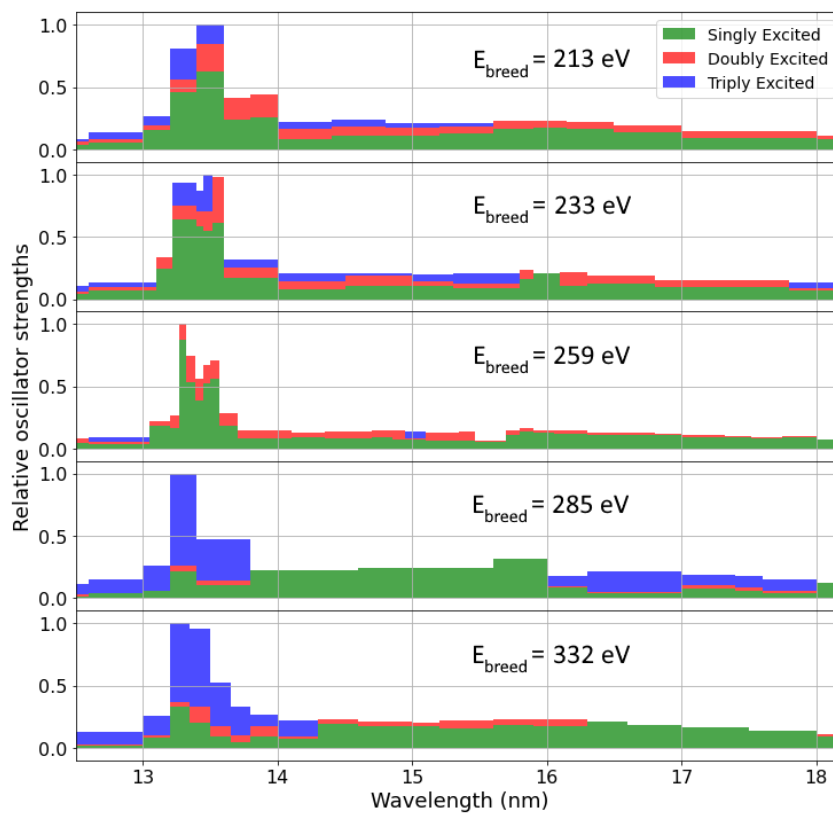 1.0
0.5
0.0
E_breed = 213 eV
Singly Excited
Doubly Excited
Triply Excited
1.0
0.5
0.0
E_breed = 233 eV
1.0
0.5
0.0
E_breed = 259 eV
1.0
0.5
0.0
E_breed = 285 eV
1.0
0.5
0.0
E_breed = 332 eV
Relative oscillator strengths
13 14 15 16 17 18
Wavelength (nm)